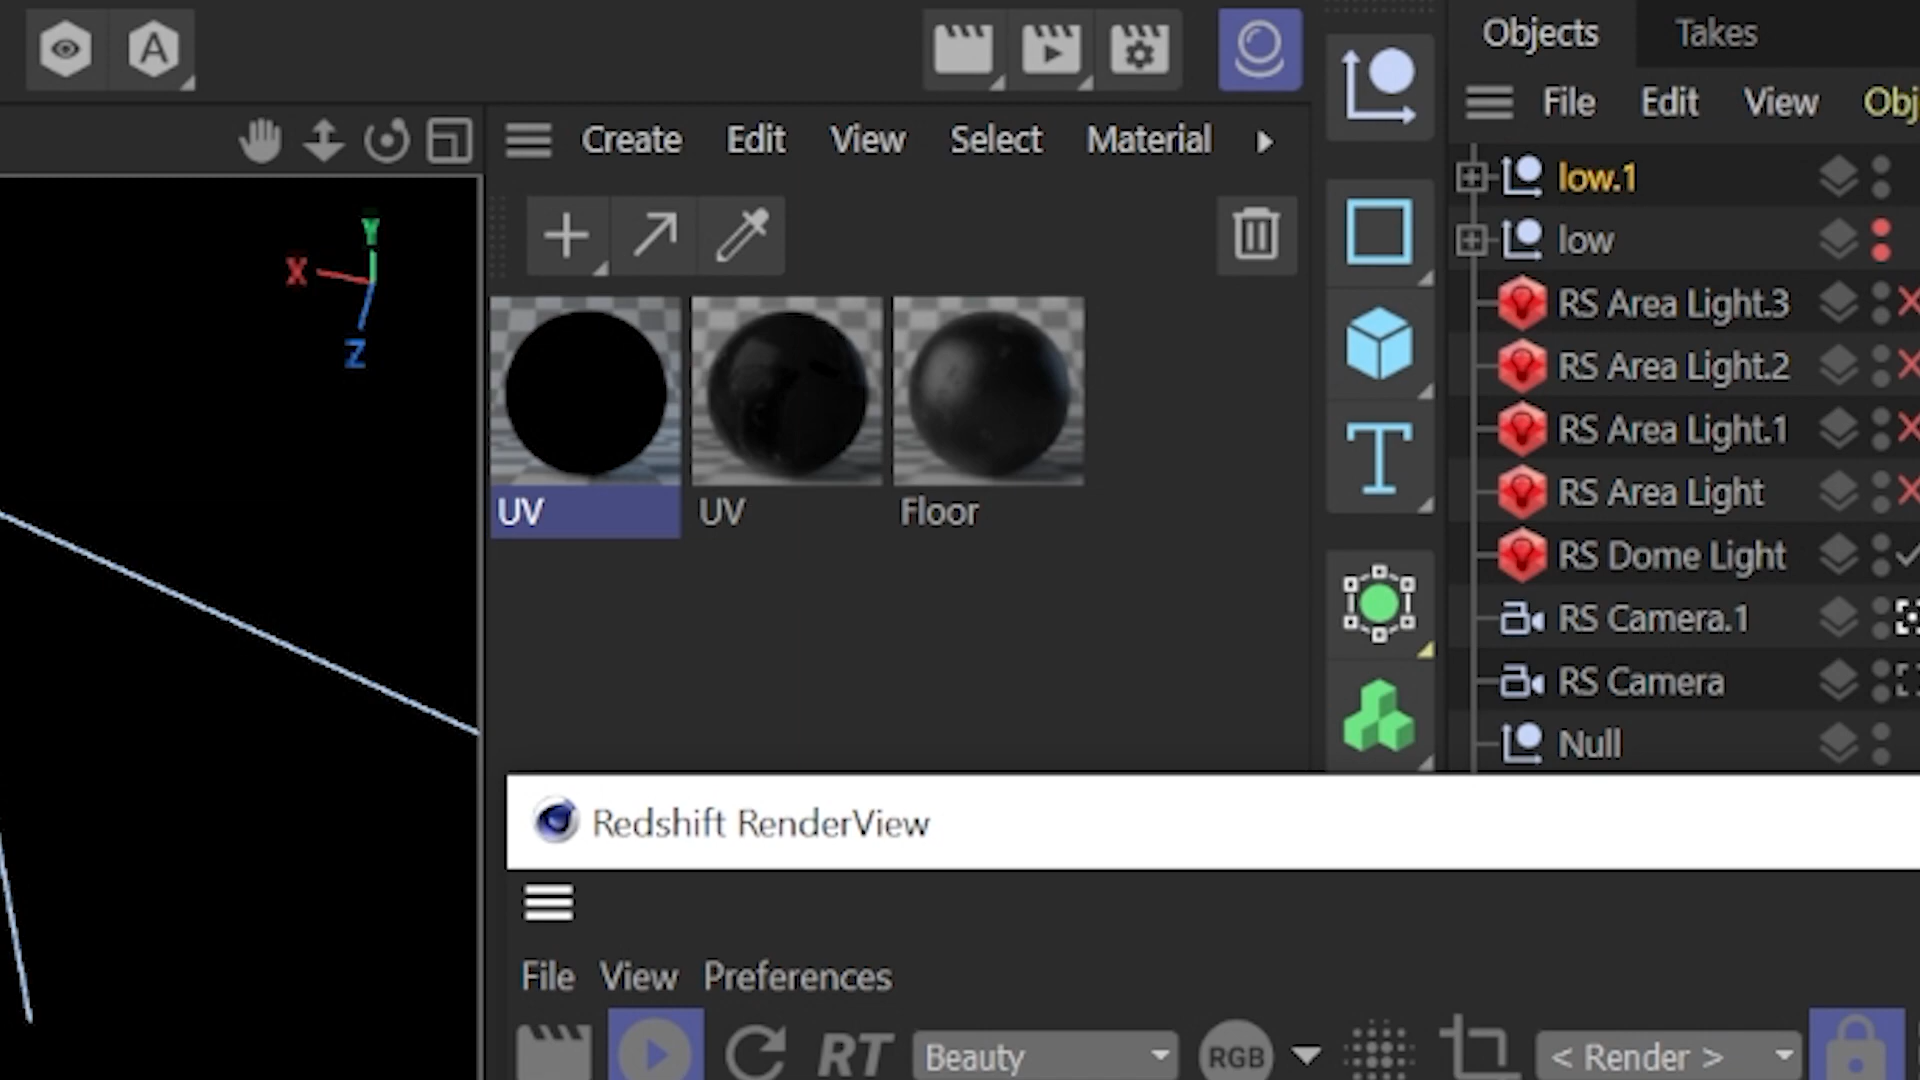 A
Objects Takes
File Edit View Obj
Create Edit View Select Material
Y
X
Z
low.1
low
RS Area Light.3
RS Area Light.2
RS Area Light.1
RS Area Light
RS Dome Light
RS Camera.1
RS Camera
Null
UV UV Floor
Redshift RenderView
File View Preferences
RT Beauty RGB < Render >